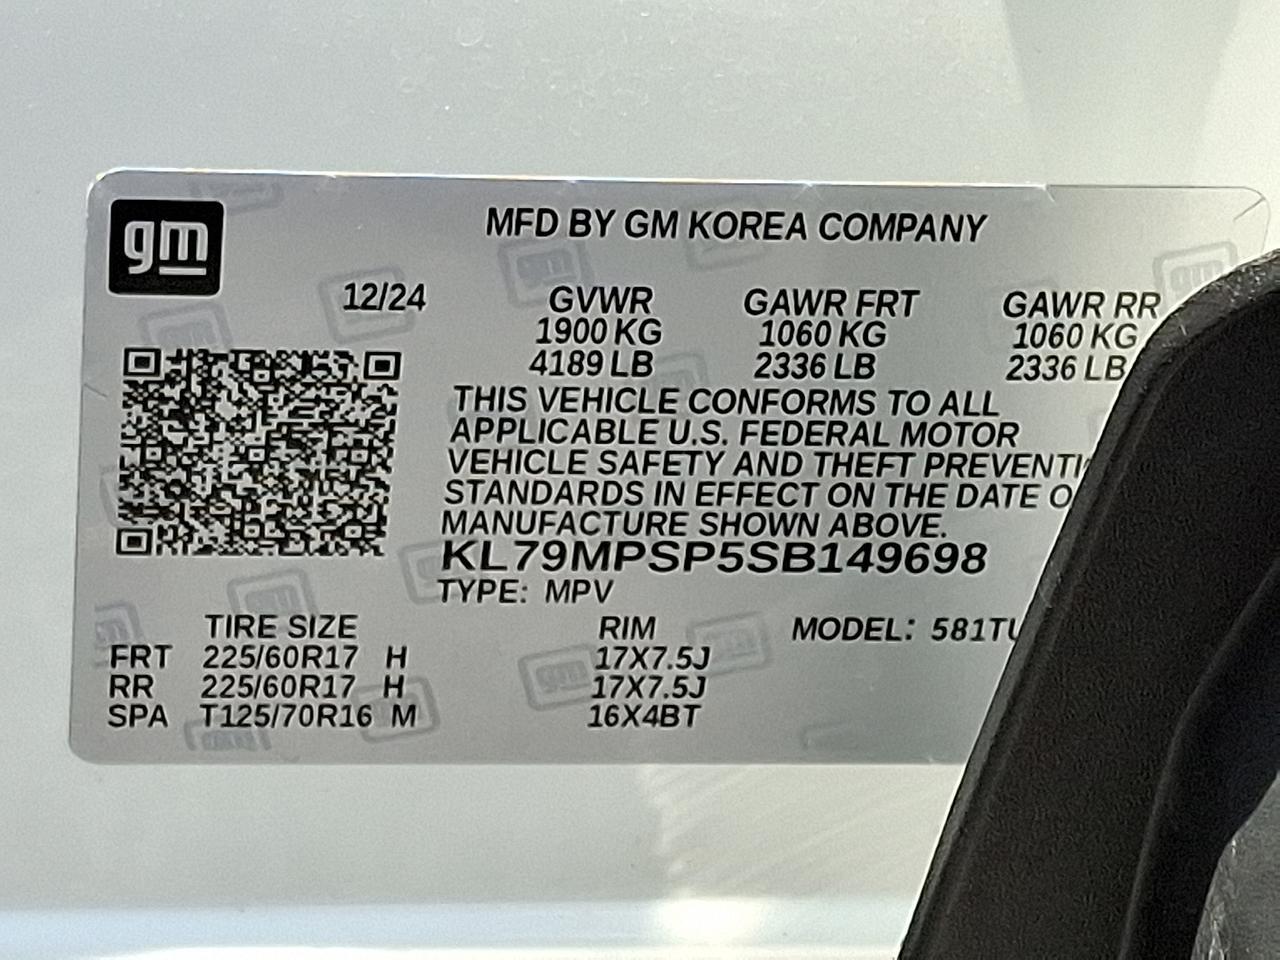 gm
MFD BY GM KOREA COMPANY
12/24 GVWR GAWR FRT GAWR RR
1900 KG 1060 KG 1060 KG
4189 LB 2336 LB 2336 LB
THIS VEHICLE CONFORMS TO ALL
APPLICABLE U.S. FEDERAL MOTOR
VEHICLE SAFETY AND THEFT
STANDARDS IN EFFECT ON THE DATE
MANUFACTURE SHOWN ABOVE.
KL79MPSP5SB149698
TYPE: MPV
TIRE SIZE RIM MODEL: 581TU
FRT 225/60R17 H 17X7.5J
RR 225/60R17 H 17X7.5J
SPA T125/70R16 M 16X4BT